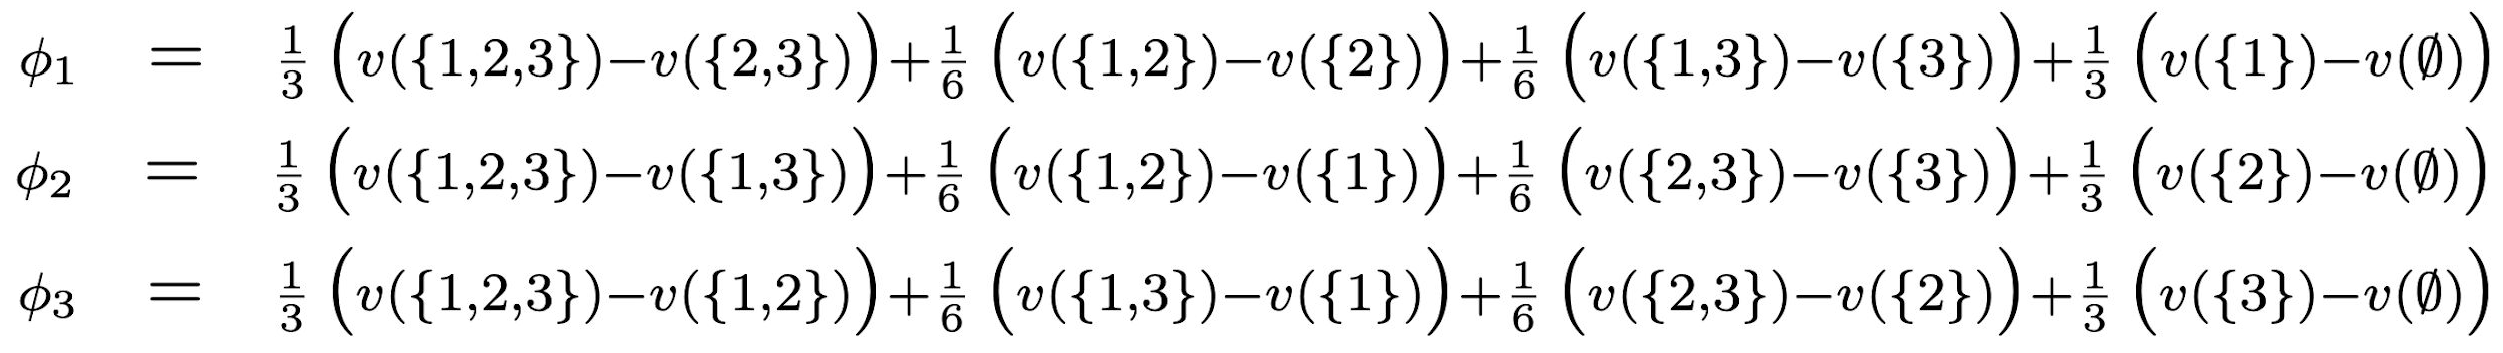 ϕ₁ = 1/3 (v({1,2,3})−v({2,3}))+1/6 (v({1,2})−v({2}))+1/6 (v({1,3})−v({3}))+1/3 (v({1})−v(∅))
ϕ₂ = 1/3 (v({1,2,3})−v({1,3}))+1/6 (v({1,2})−v({1}))+1/6 (v({2,3})−v({3}))+1/3 (v({2})−v(∅))
ϕ₃ = 1/3 (v({1,2,3})−v({1,2}))+1/6 (v({1,3})−v({1}))+1/6 (v({2,3})−v({2}))+1/3 (v({3})−v(∅))